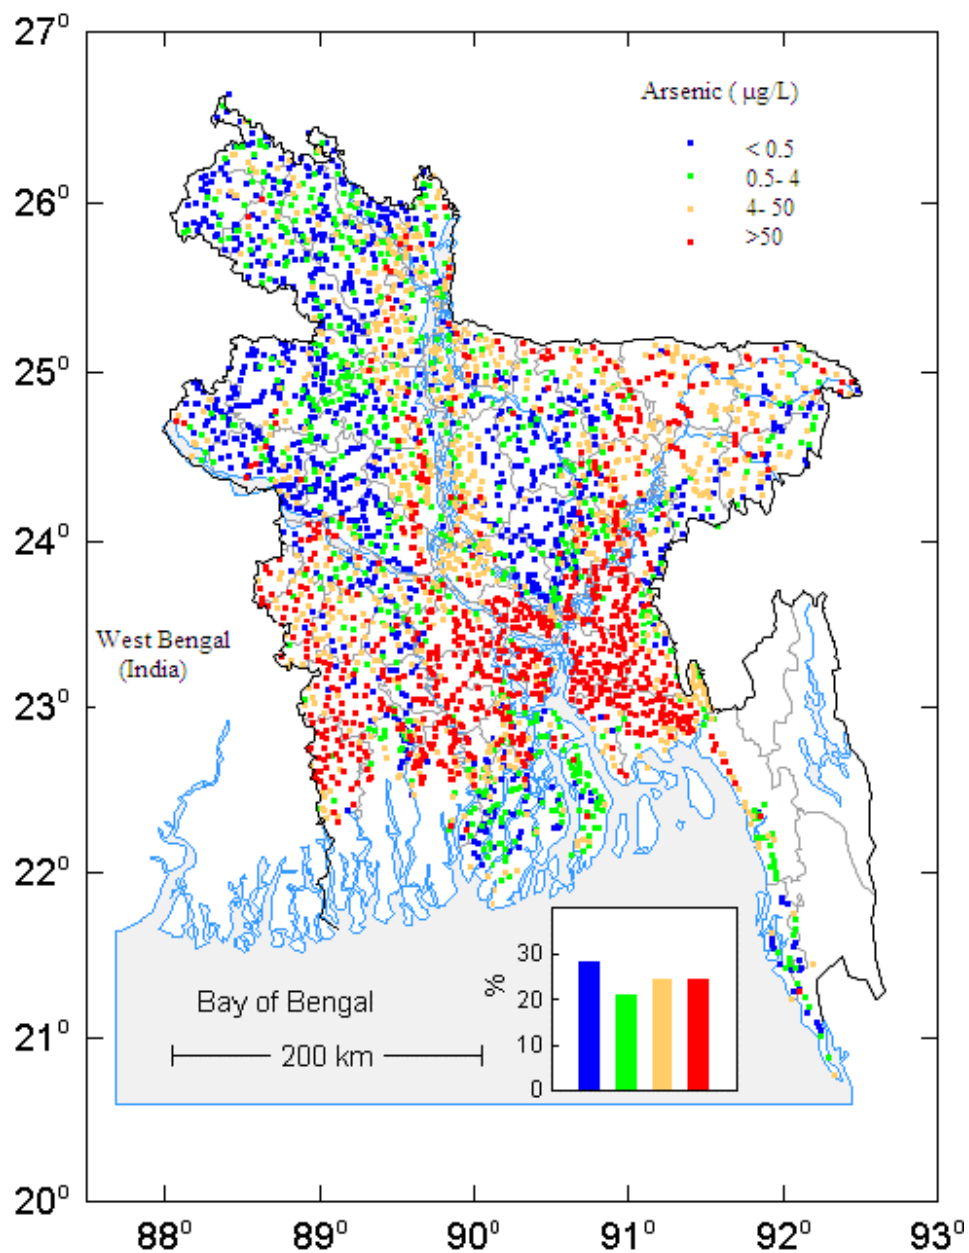 27⁰
Arsenic ( µg/L)
< 0.5
0.5- 4
4- 50
>50
26⁰
25⁰
24⁰
West Bengal
(India)
23⁰
22⁰
30
%
20
10
0
Bay of Bengal
200 km
21⁰
20⁰
88⁰ 89⁰ 90⁰ 91⁰ 92⁰ 93⁰